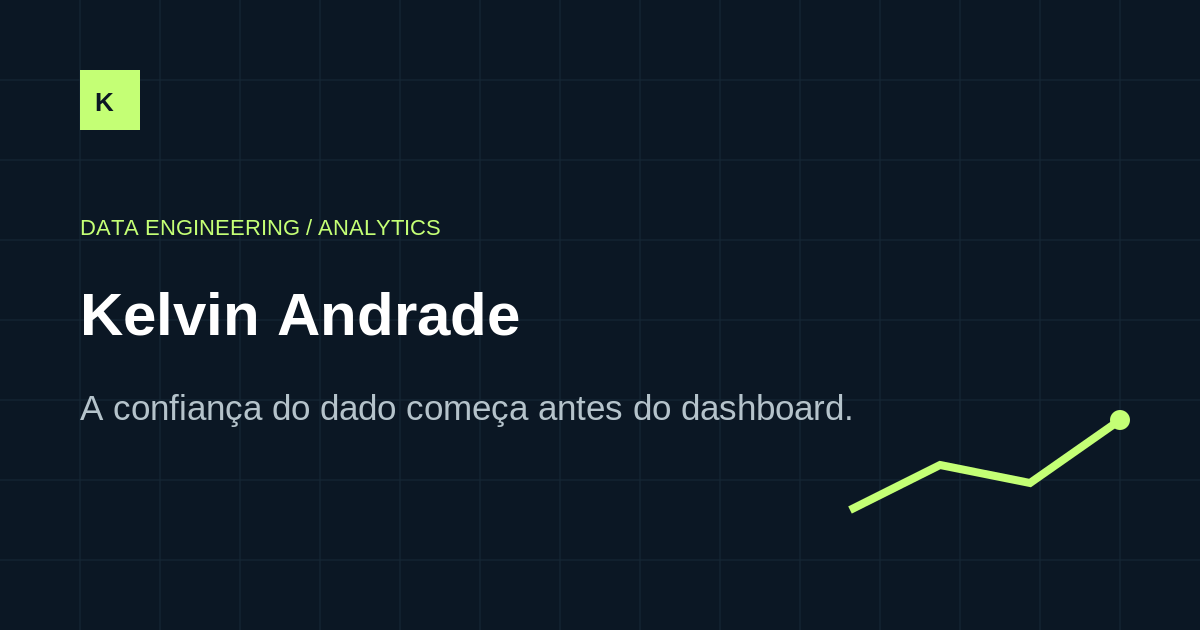 K
DATA ENGINEERING / ANALYTICS
Kelvin Andrade
A confiança do dado começa antes do dashboard.